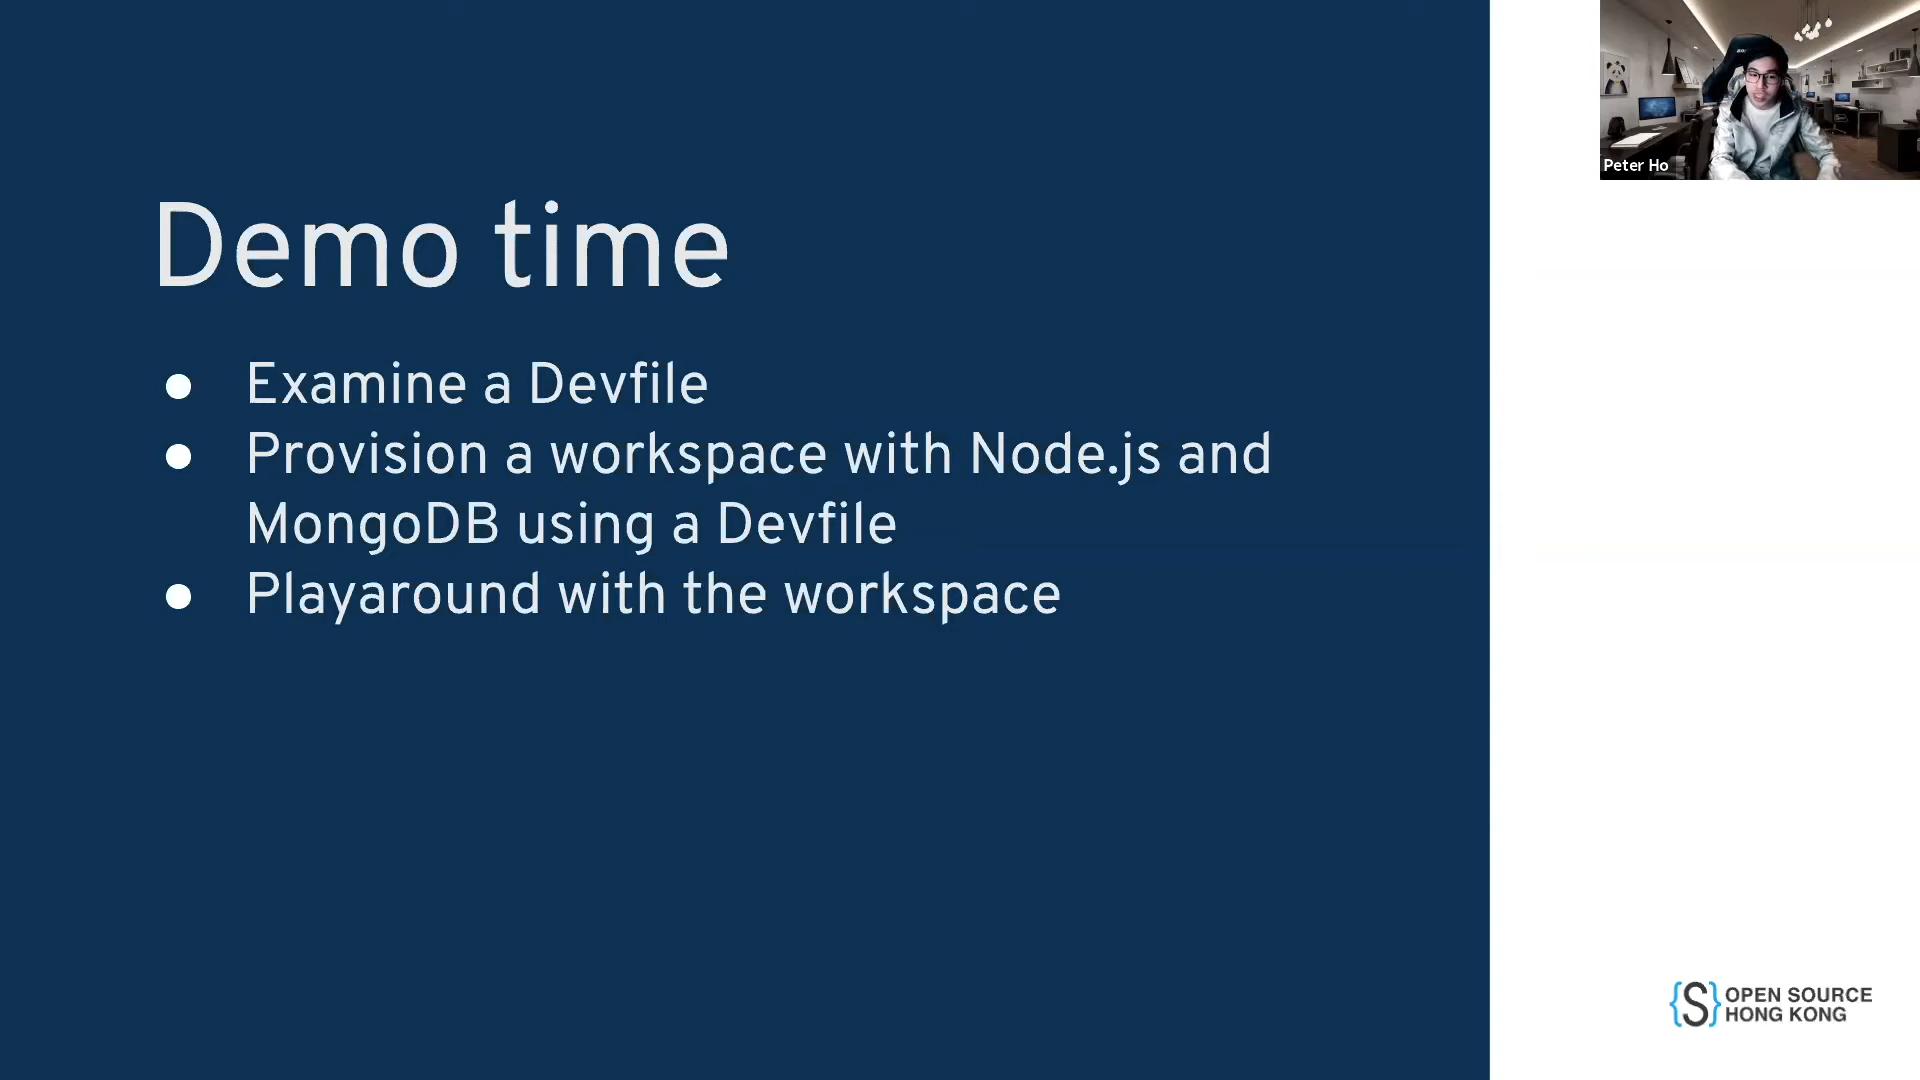 Demo time
● Examine a Devfile
● Provision a workspace with Node.js and
MongoDB using a Devfile
● Playaround with the workspace
Peter Ho
{S} OPEN SOURCE
HONG KONG